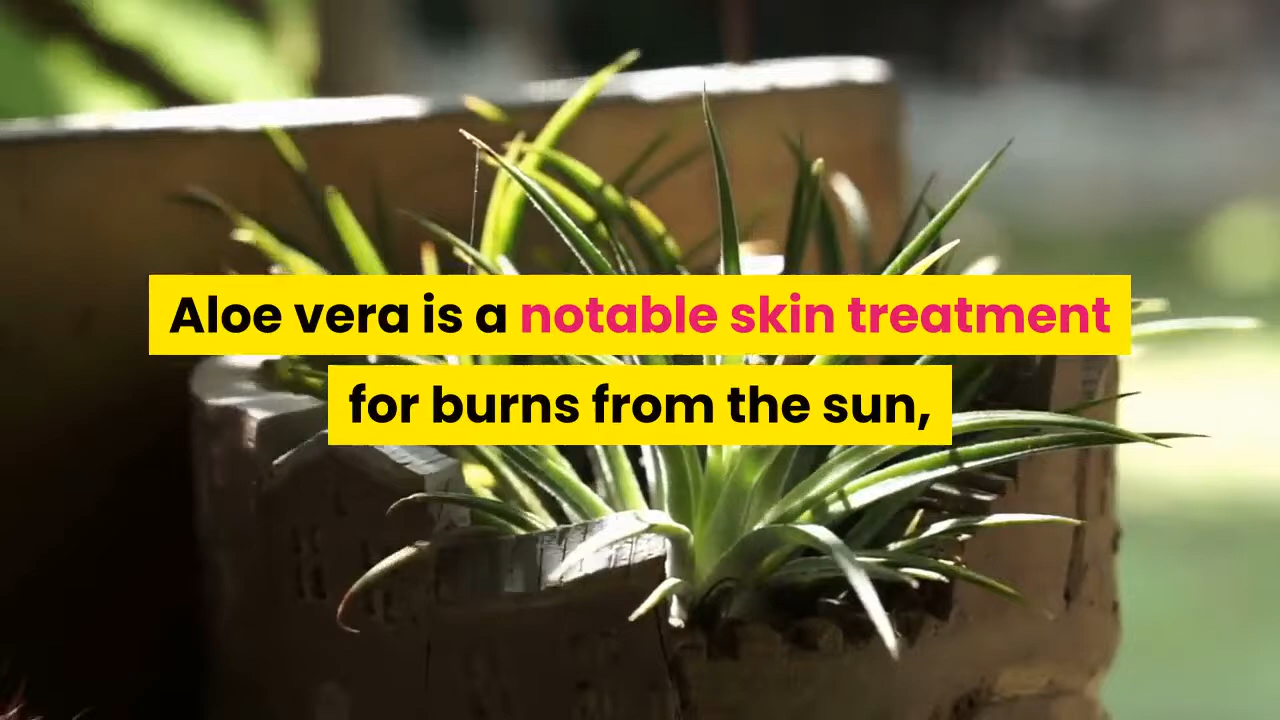 Aloe vera is a notable skin treatment
for burns from the sun,